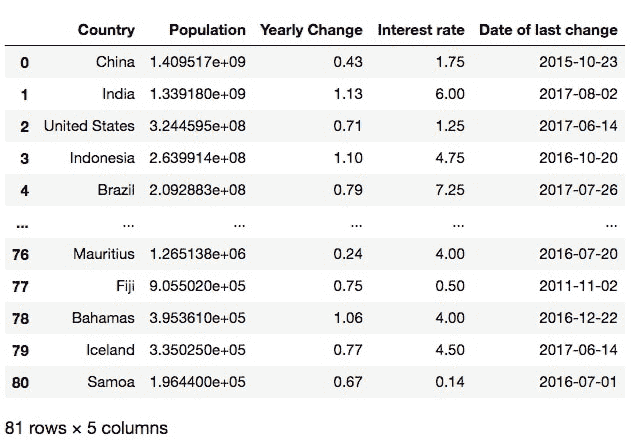 Country Population Yearly Change Interest rate Date of last change
0 China 1.409517e+09 0.43 1.75 2015-10-23
1 India 1.339180e+09 1.13 6.00 2017-08-02
2 United States 3.244595e+08 0.71 1.25 2017-06-14
3 Indonesia 2.639914e+08 1.10 4.75 2016-10-20
4 Brazil 2.092883e+08 0.79 7.25 2017-07-26
... ... ... ... ... ...
76 Mauritius 1.265138e+06 0.24 4.00 2016-07-20
77 Fiji 9.055020e+05 0.75 0.50 2011-11-02
78 Bahamas 3.953610e+05 1.06 4.00 2016-12-22
79 Iceland 3.350250e+05 0.77 4.50 2017-06-14
80 Samoa 1.964400e+05 0.67 0.14 2016-07-01
81 rows × 5 columns